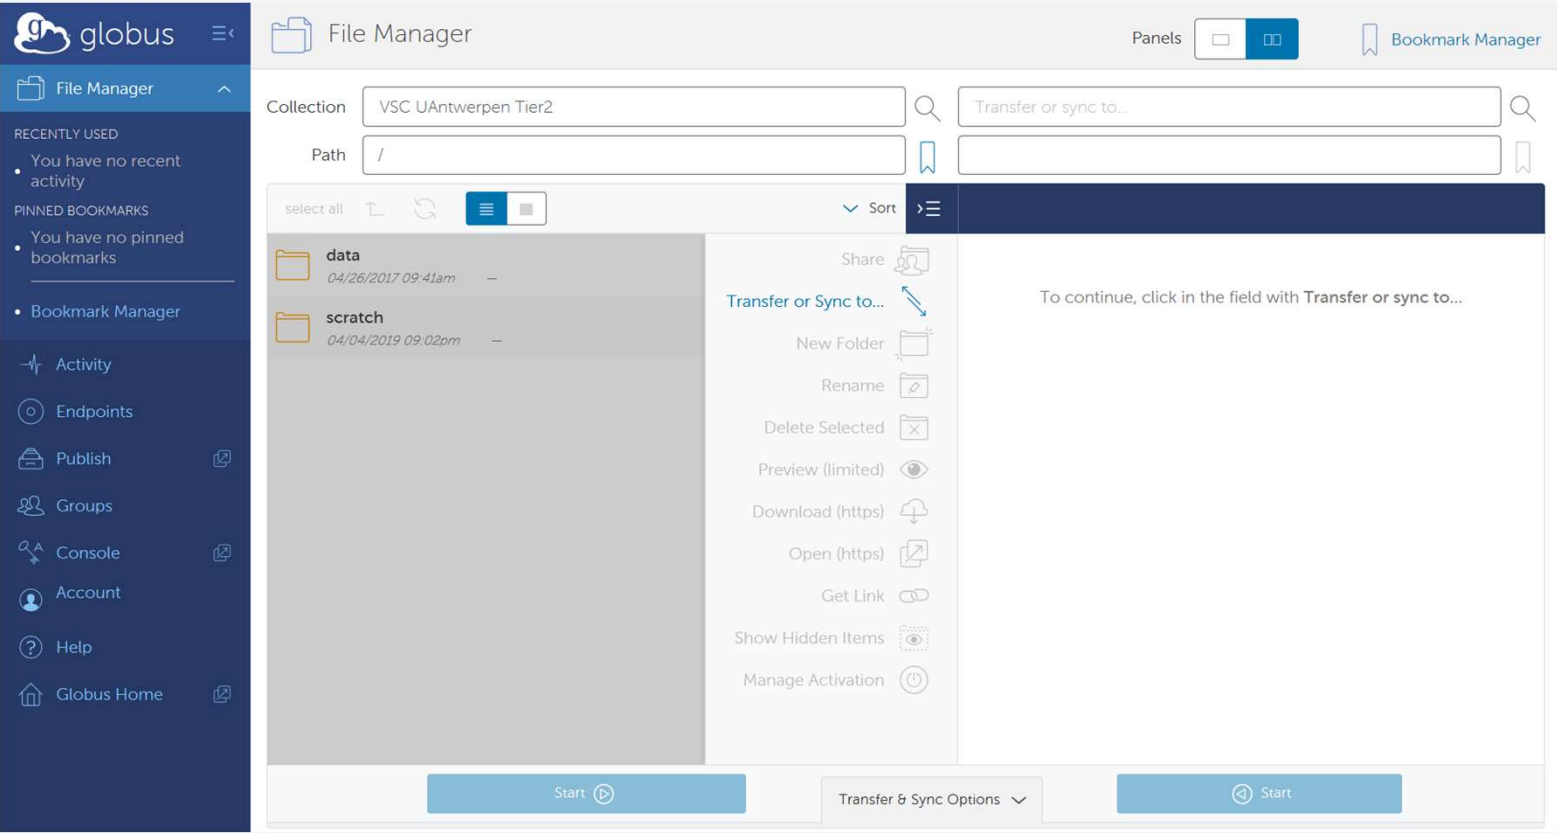 globus
File Manager
RECENTLY USED
You have no recent
activity
PINNED BOOKMARKS
You have no pinned
bookmarks
Bookmark Manager
Activity
Endpoints
Publish
Groups
Console
Account
Help
Globus Home
File Manager
Panels
Bookmark Manager
Collection
VSC UAntwerpen Tier2
Transfer or sync to...
Path
/
select all
Sort
data
04/26/2017 09:41am —
scratch
04/04/2019 09:02pm —
Share
Transfer or Sync to...
New Folder
Rename
Delete Selected
Preview (limited)
Download (https)
Open (https)
Get Link
Show Hidden Items
Manage Activation
To continue, click in the field with Transfer or sync to...
Start
Transfer & Sync Options
Start